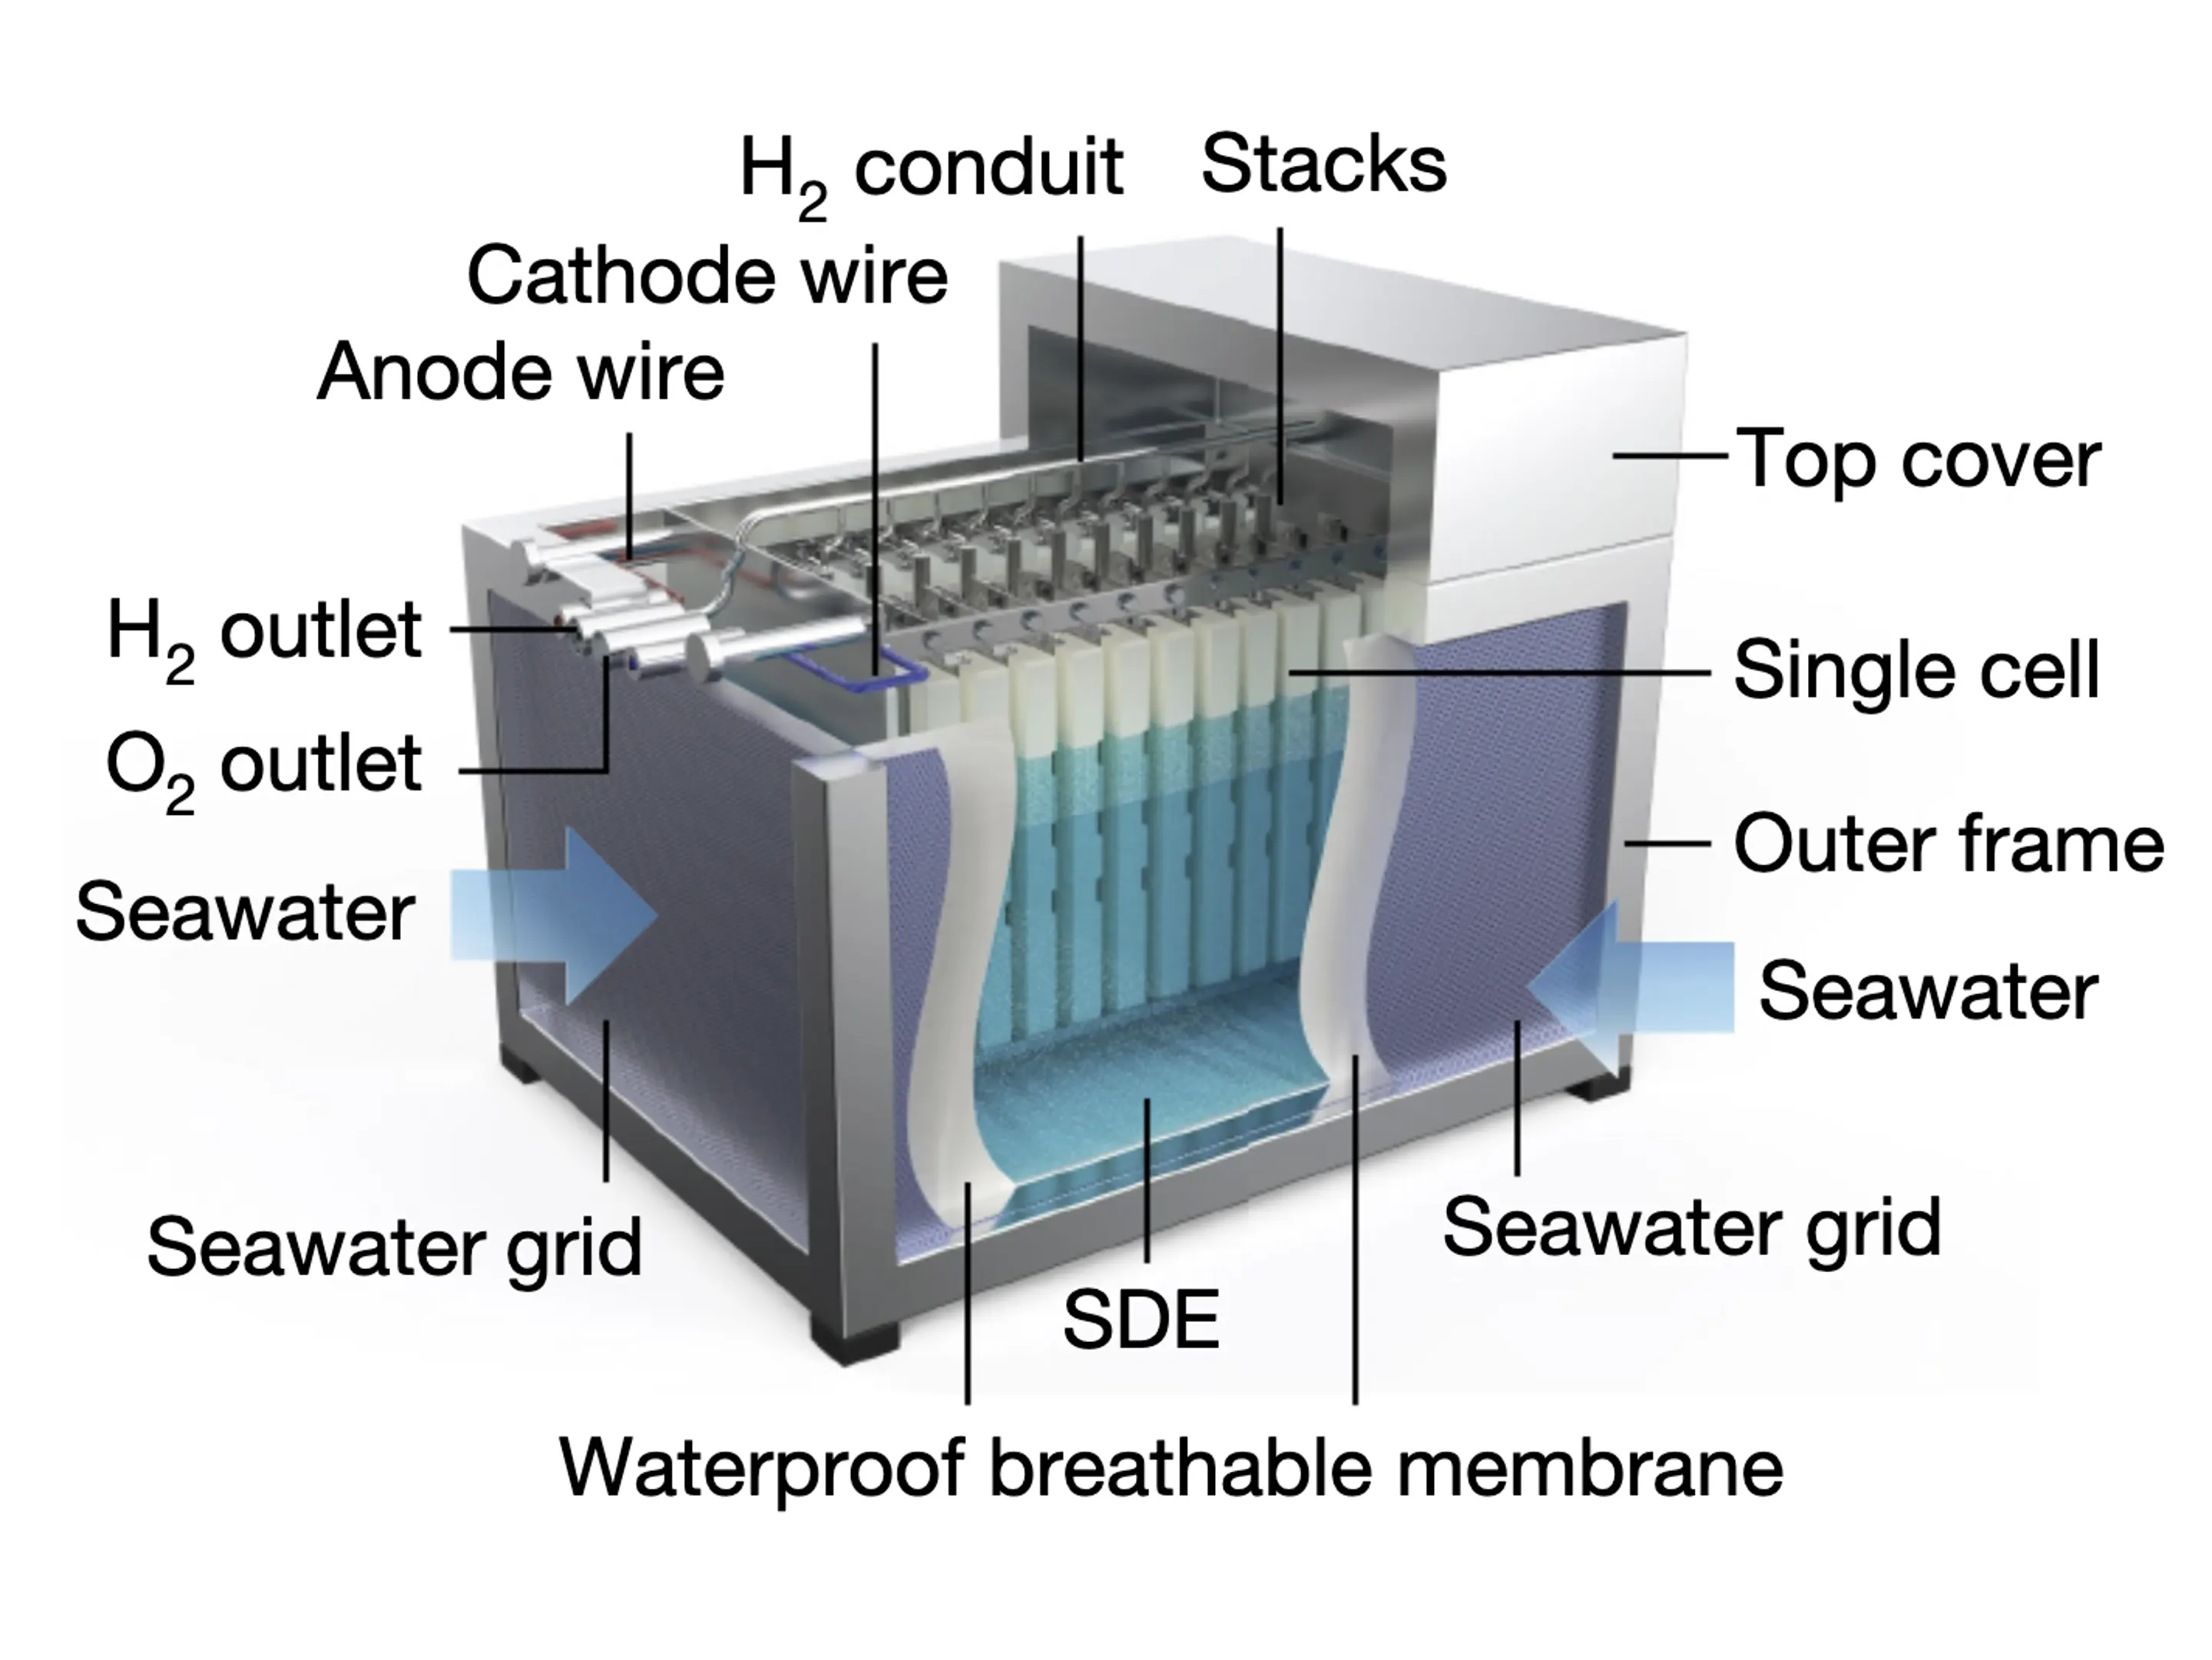 H₂ conduit
Stacks
Cathode wire
Anode wire
Top cover
H₂ outlet
Single cell
O₂ outlet
Outer frame
Seawater
Seawater
Seawater grid
Seawater grid
SDE
Waterproof breathable membrane